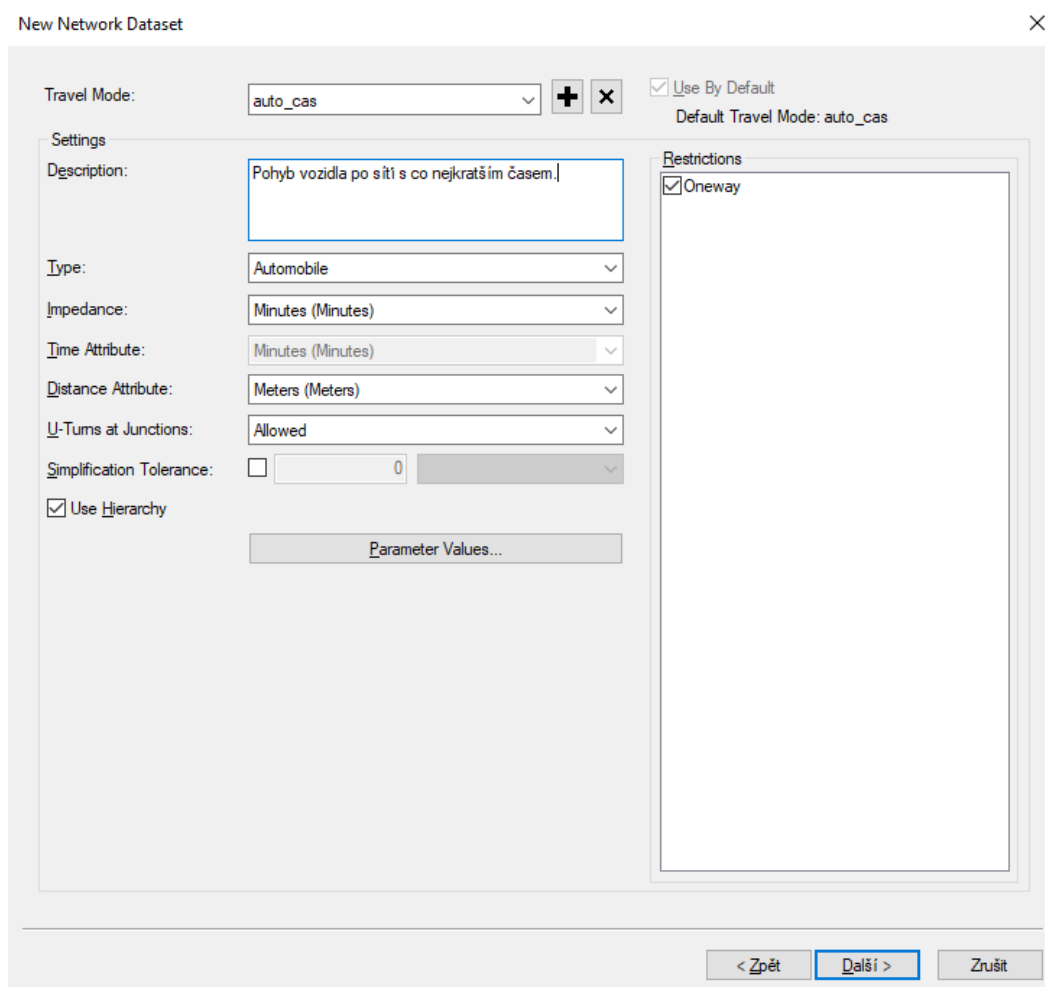 New Network Dataset
Travel Mode:
auto_cas
Use By Default
Default Travel Mode: auto_cas
Settings
Description:
Pohyb vozidla po sítí s co nejkratším časem.
Restrictions
Oneway
Type:
Automobile
Impedance:
Minutes (Minutes)
Time Attribute:
Minutes (Minutes)
Distance Attribute:
Meters (Meters)
U-Turns at Junctions:
Allowed
Simplification Tolerance:
0
Use Hierarchy
Parameter Values...
< Zpět
Další >
Zrušit